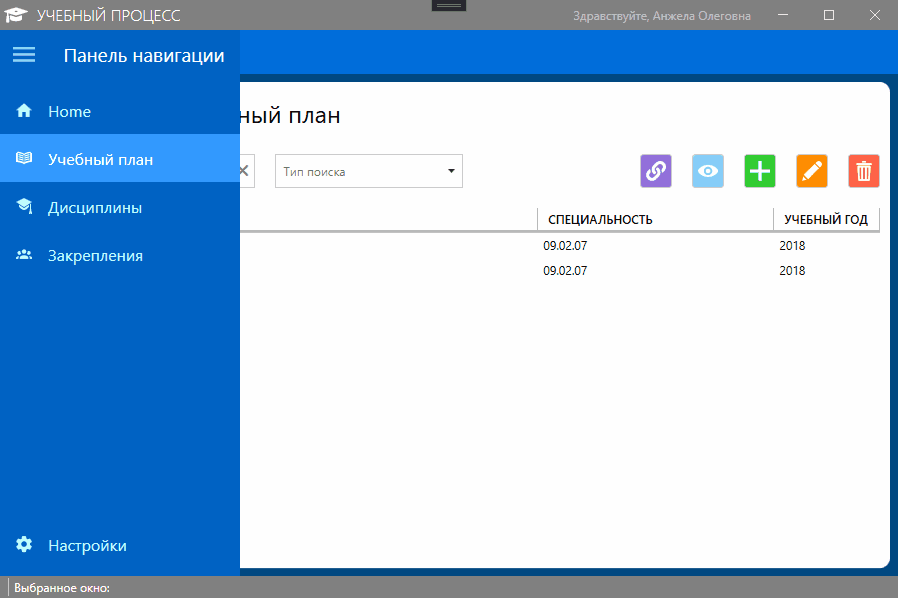 УЧЕБНЫЙ ПРОЦЕСС
Здравствуйте, Анжела Олеговна
Панель навигации
Home
Учебный план
Дисциплины
Закрепления
Настройки
ный план
Тип поиска
СПЕЦИАЛЬНОСТЬ УЧЕБНЫЙ ГОД
09.02.07 2018
09.02.07 2018
Выбранное окно: